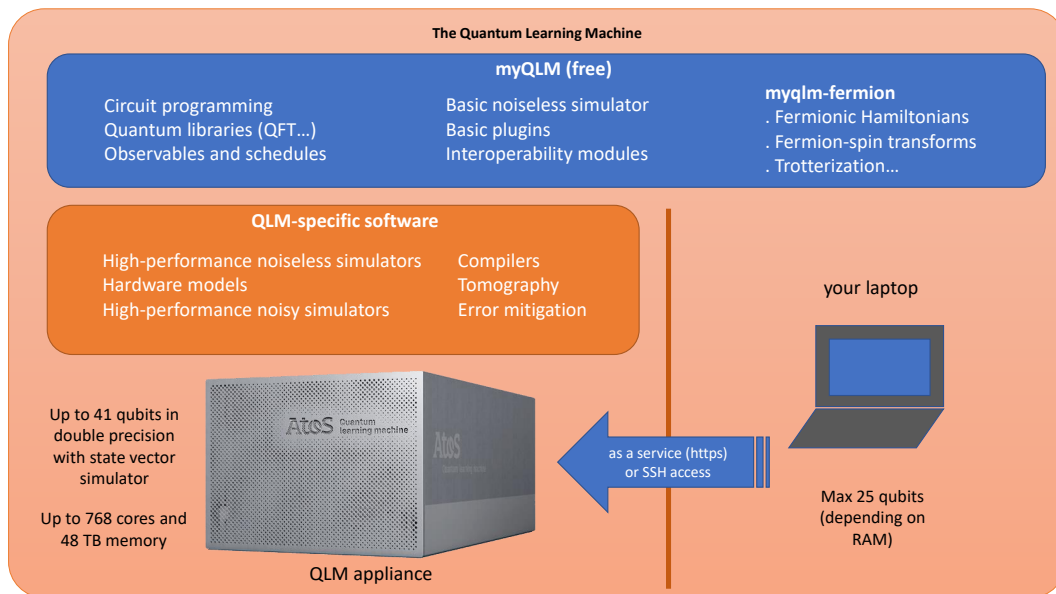 The Quantum Learning Machine
myQLM (free)
Circuit programming
Quantum libraries (QFT...)
Observables and schedules
Basic noiseless simulator
Basic plugins
Interoperability modules
myqlm-fermion
. Fermionic Hamiltonians
. Fermion-spin transforms
. Trotterization...
QLM-specific software
High-performance noiseless simulators
Hardware models
High-performance noisy simulators
Compilers
Tomography
Error mitigation
your laptop
Up to 41 qubits in
double precision
with state vector
simulator
Up to 768 cores and
48 TB memory
Atos Quantum
learning machine
Atos
Quantum learning machine
QLM appliance
as a service (https)
or SSH access
Max 25 qubits
(depending on
RAM)